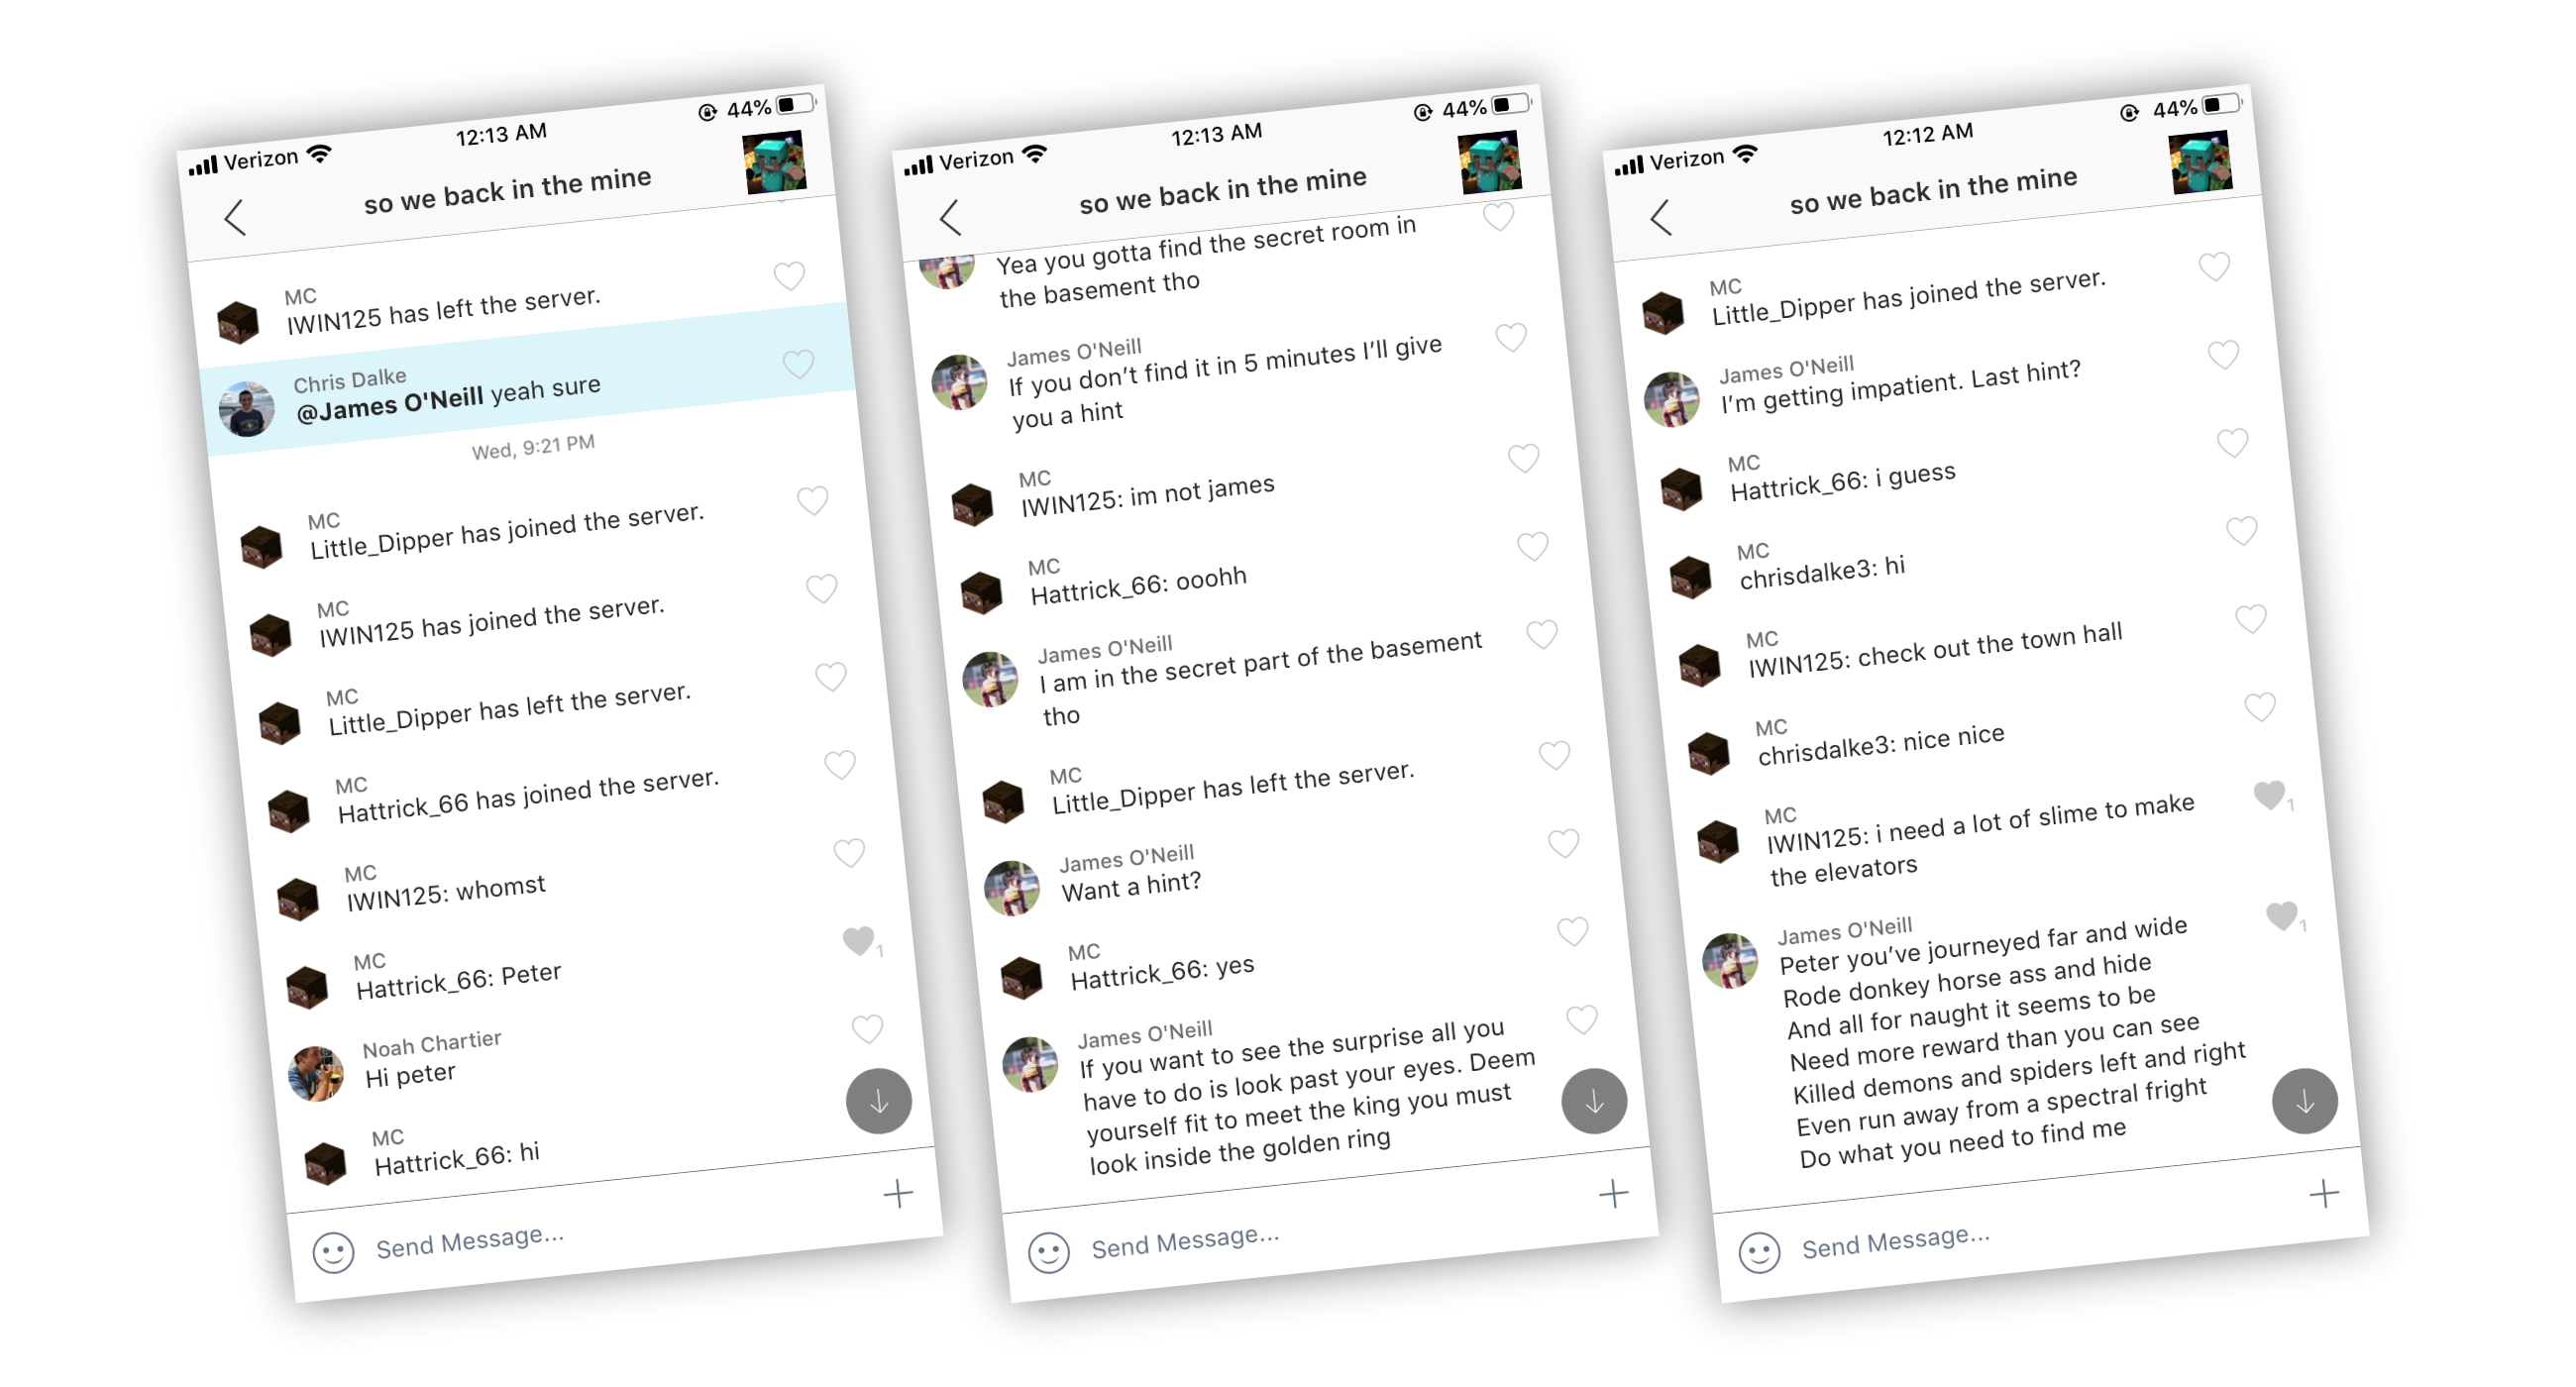 Verizon 12:13 AM 44%
so we back in the mine
MC
IWIN125 has left the server.
Chris Dalke
@James O'Neill yeah sure
Wed, 9:21 PM
MC
Little_Dipper has joined the server.
MC
IWIN125 has joined the server.
MC
Little_Dipper has left the server.
MC
Hattrick_66 has joined the server.
MC
IWIN125: whomst
MC
Hattrick_66: Peter
1
Noah Chartier
Hi peter
MC
Hattrick_66: hi
Send Message...
Verizon 12:13 AM 44%
so we back in the mine
Yea you gotta find the secret room in
the basement tho
James O'Neill
If you don’t find it in 5 minutes I’ll give
you a hint
MC
IWIN125: im not james
MC
Hattrick_66: ooohh
James O'Neill
I am in the secret part of the basement
tho
MC
Little_Dipper has left the server.
James O'Neill
Want a hint?
MC
Hattrick_66: yes
James O'Neill
If you want to see the surprise all you
have to do is look past your eyes. Deem
yourself fit to meet the king you must
look inside the golden ring
Send Message...
Verizon 12:12 AM 44%
so we back in the mine
MC
Little_Dipper has joined the server.
James O'Neill
I’m getting impatient. Last hint?
MC
Hattrick_66: i guess
MC
chrisdalke3: hi
MC
IWIN125: check out the town hall
MC
chrisdalke3: nice nice
MC
IWIN125: i need a lot of slime to make
the elevators
1
James O'Neill
Peter you’ve journeyed far and wide
Rode donkey horse ass and hide
And all for naught it seems to be
Need more reward than you can see
Killed demons and spiders left and right
Even run away from a spectral fright
Do what you need to find me
1
Send Message...